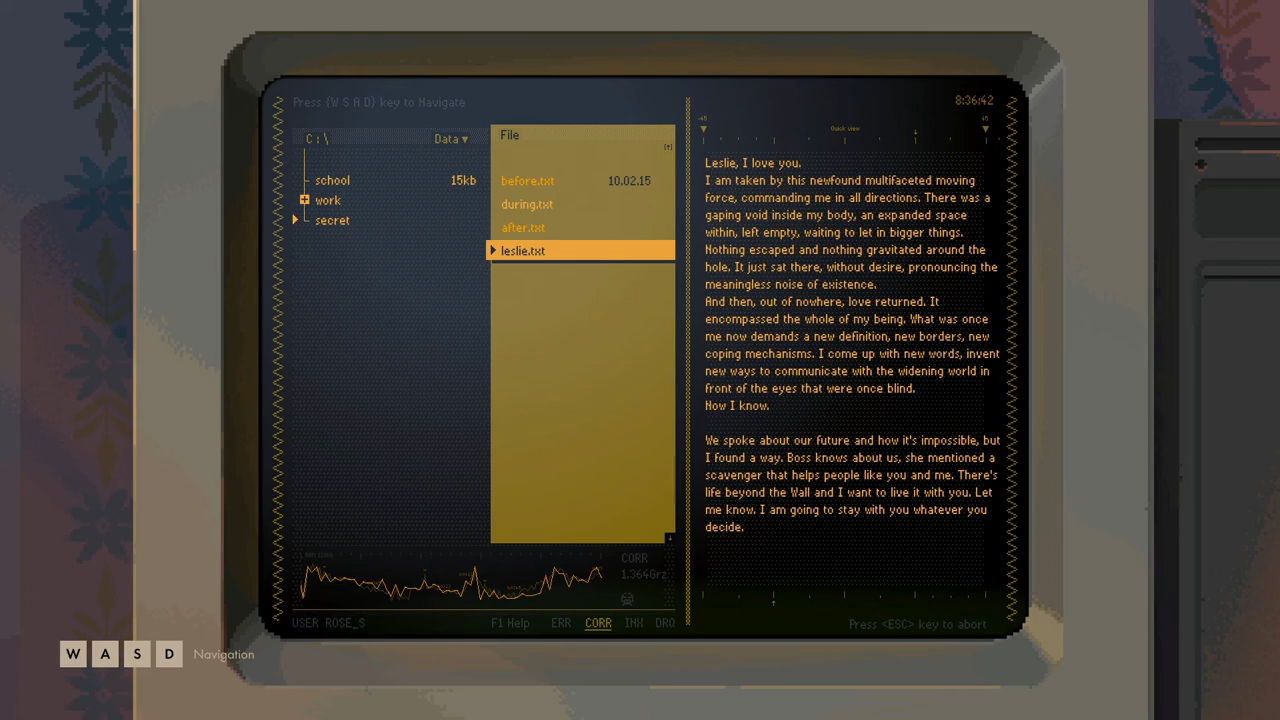 Press (W S A D) key to Navigate
8:36:42
C:\ Data▼
File
[↑]
-45 Quick view 45
school 15kb
work
secret
before.txt 10.02.15
during.txt
after.txt
leslie.txt
Leslie, I love you.
I am taken by this newfound multifaceted moving
force, commanding me in all directions. There was a
gaping void inside my body, an expanded space
within, left empty, waiting to let in bigger things.
Nothing escaped and nothing gravitated around the
hole. It just sat there, without desire, pronouncing the
meaningless noise of existence.
And then, out of nowhere, love returned. It
encompassed the whole of my being. What was once
me now demands a new definition, new borders, new
coping mechanisms. I come up with new words, invent
new ways to communicate with the widening world in
front of the eyes that were once blind.
Now I know.
We spoke about our future and how it's impossible, but
I found a way. Boss knows about us, she mentioned a
scavenger that helps people like you and me. There's
life beyond the Wall and I want to live it with you. Let
me know. I am going to stay with you whatever you
decide.
CORR
1.364Grz
USER ROSE_S F1 Help ERR CORR INX DRO
Press <ESC> key to abort
W A S D Navigation